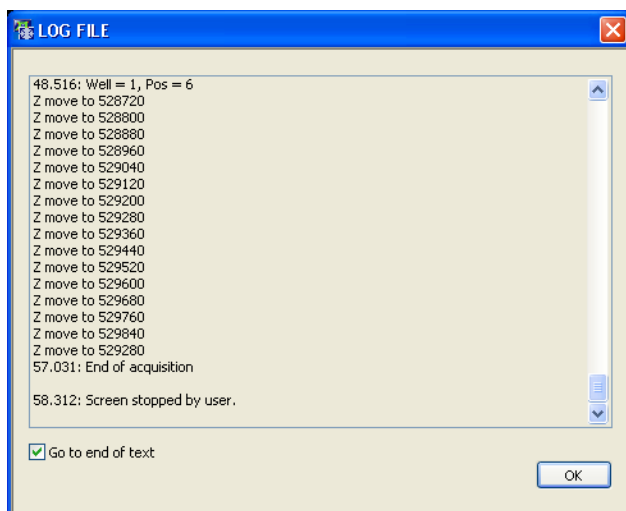 LOG FILE
48.516: Well = 1, Pos = 6
Z move to 528720
Z move to 528800
Z move to 528880
Z move to 528960
Z move to 529040
Z move to 529120
Z move to 529200
Z move to 529280
Z move to 529360
Z move to 529440
Z move to 529520
Z move to 529600
Z move to 529680
Z move to 529760
Z move to 529840
Z move to 529280
57.031: End of acquisition
58.312: Screen stopped by user.
Go to end of text
OK